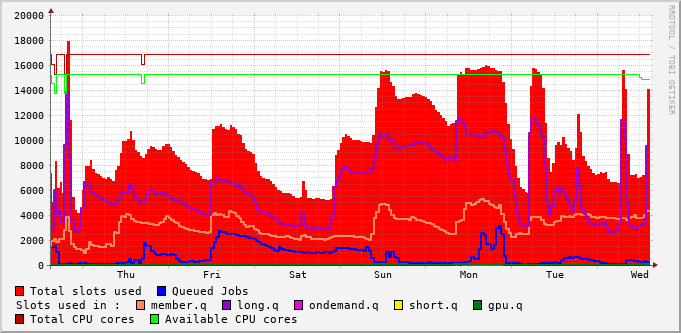 20000
18000
16000
14000
12000
10000
8000
6000
4000
2000
0
Thu Fri Sat Sun Mon Tue Wed
RRDTOOL / TOBI OETIKER
Total slots used Queued Jobs
Slots used in : member.q long.q ondemand.q short.q gpu.q
Total CPU cores Available CPU cores